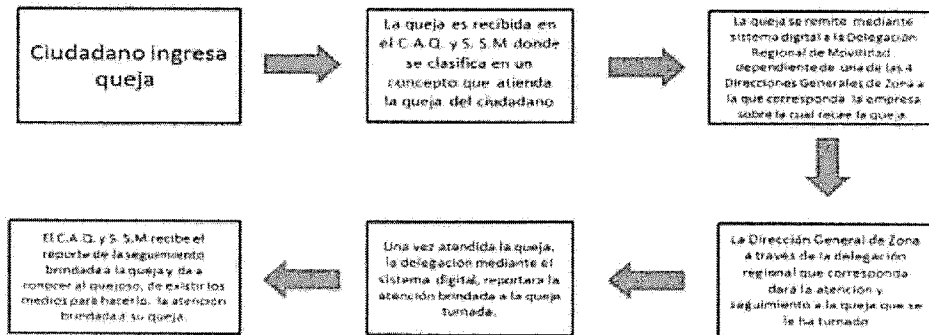 Ciudadano ingresa
queja
La queja es recibida en
el C.A.Q. y S. S.M donde
se clasifica en un
concepto que atienda
la queja del ciudadano
La queja se remite mediante
sistema digital a la Delegación
Regional de Movilidad
dependiente de una de las 4
Direcciones Generales de Zona a
la que corresponda la empresa
sobre la cual recae la queja.
La Dirección General de Zona
a través de la delegación
regional que corresponda
dará la atención y
seguimiento a la queja que se
le ha turnado
Una vez atendida la queja,
la delegación mediante el
sistema digital, reportara la
atención brindada a la queja
turnada.
El C.A.Q. y S. S.M recibe el
reporte de la seguimiento
brindada a la queja y da a
conocer al quejoso, de existir los
medios para hacerlo, la atención
brindada a su queja.